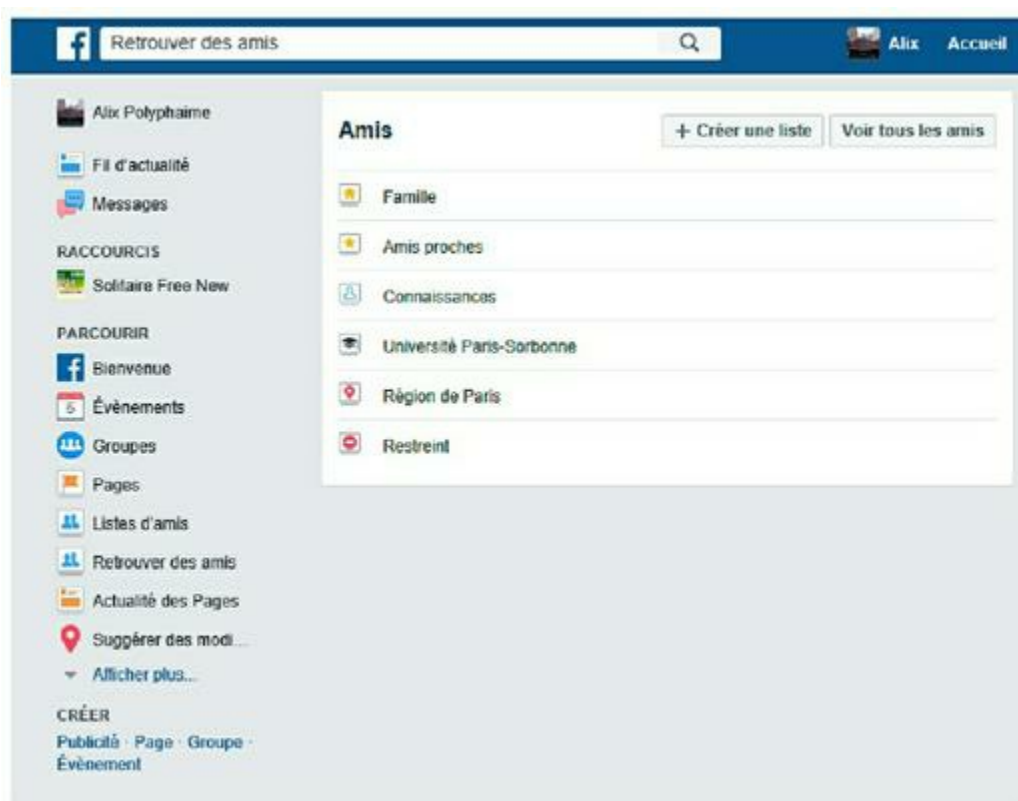 Retrouver des amis
Alix
Accueil
Alix Polyphaime
Fil d'actualité
Messages
RACCOURCIS
Solitaire Free New
PARCOURIR
Bienvenue
5
Évènements
Groupes
Pages
Listes d'amis
Retrouver des amis
Actualité des Pages
Suggérer des modi...
Afficher plus...
CRÉER
Publicité · Page · Groupe ·
Évènement
Amis
+ Créer une liste
Voir tous les amis
Famille
Amis proches
Connaissances
Université Paris-Sorbonne
Région de Paris
Restreint